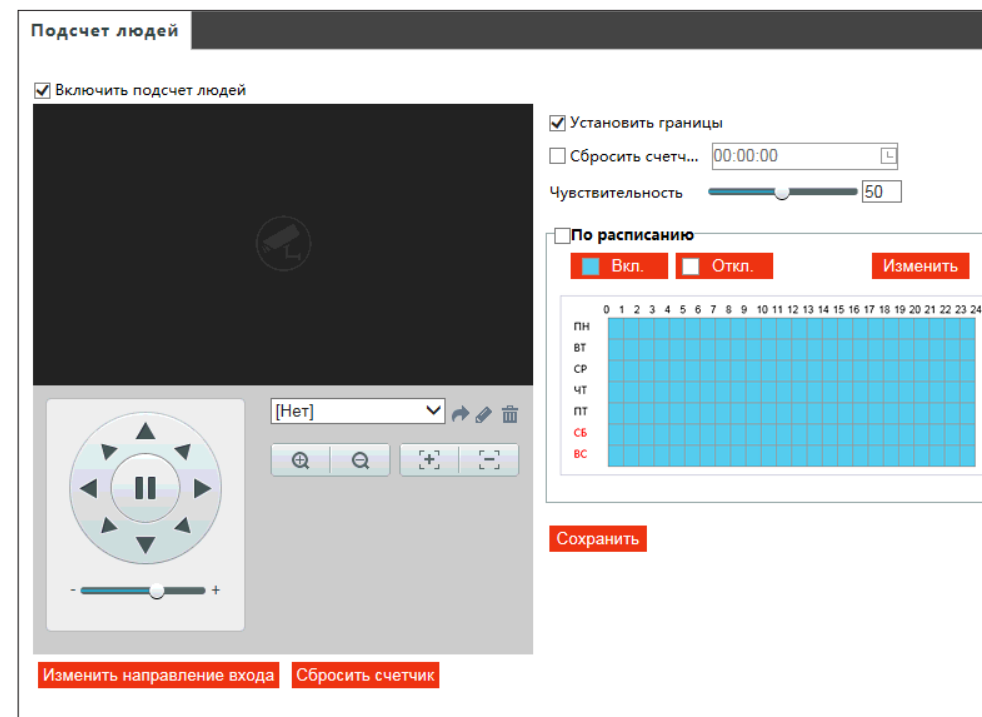 Подсчет людей
Включить подсчет людей
Установить границы
Сбросить счетч... 00:00:00
Чувствительность 50
По расписанию
Вкл. Откл. Изменить
0 1 2 3 4 5 6 7 8 9 10 11 12 13 14 15 16 17 18 19 20 21 22 23 24
ПН
ВТ
СР
ЧТ
ПТ
СБ
ВС
[Нет]
- +
Сохранить
Изменить направление входа Сбросить счетчик